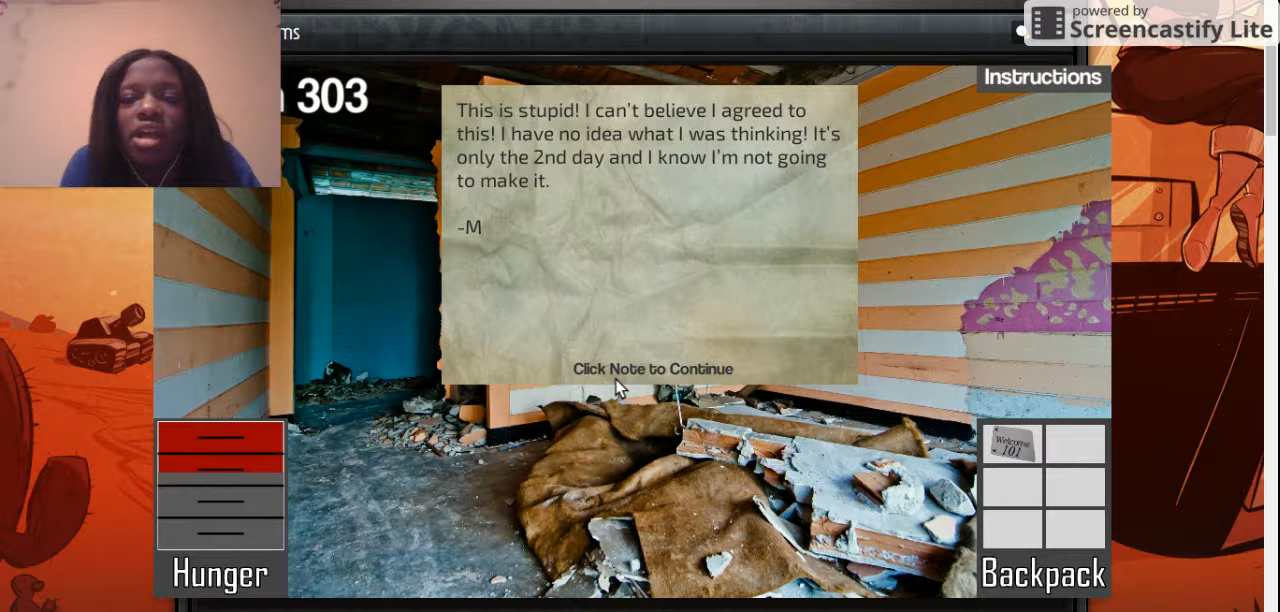 powered by
Screencastify Lite
ms
303
Instructions
This is stupid! I can't believe I agreed to
this! I have no idea what I was thinking! It's
only the 2nd day and I know I'm not going
to make it.
-M
Click Note to Continue
Welcome
101
Hunger
Backpack